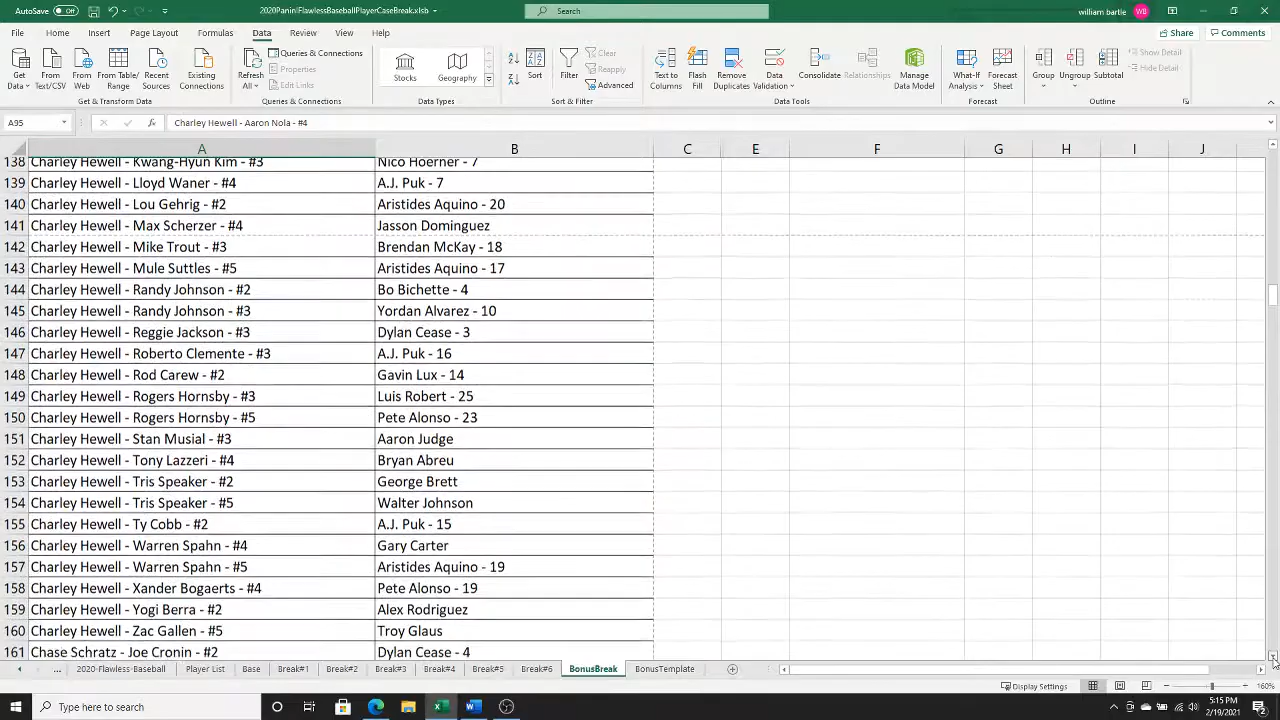 AutoSave Off 2020PaniniFlawlessBaseballPlayerCaseBreak.xlsb Search william bartle WB
File Home Insert Page Layout Formulas Data Review View Help Share Comments
Get Data From Text/CSV From Web From Table/Range Recent Sources Existing Connections Refresh All Queries & Connections Properties Edit Links Stocks Geography Sort Filter Clear Reapply Advanced Text to Columns Flash Fill Remove Duplicates Data Validation Consolidate Relationships Manage Data Model What-If Analysis Forecast Sheet Group Ungroup Subtotal Show Detail Hide Detail
Get & Transform Data Queries & Connections Data Types Sort & Filter Data Tools Forecast Outline
A95 fx Charley Hewell - Aaron Nola - #4
A B C E F G H I J
138 Charley Hewell - Kwang-Hyun Kim - #3 Nico Hoerner - 7
139 Charley Hewell - Lloyd Waner - #4 A.J. Puk - 7
140 Charley Hewell - Lou Gehrig - #2 Aristides Aquino - 20
141 Charley Hewell - Max Scherzer - #4 Jasson Dominguez
142 Charley Hewell - Mike Trout - #3 Brendan McKay - 18
143 Charley Hewell - Mule Suttles - #5 Aristides Aquino - 17
144 Charley Hewell - Randy Johnson - #2 Bo Bichette - 4
145 Charley Hewell - Randy Johnson - #3 Yordan Alvarez - 10
146 Charley Hewell - Reggie Jackson - #3 Dylan Cease - 3
147 Charley Hewell - Roberto Clemente - #3 A.J. Puk - 16
148 Charley Hewell - Rod Carew - #2 Gavin Lux - 14
149 Charley Hewell - Rogers Hornsby - #3 Luis Robert - 25
150 Charley Hewell - Rogers Hornsby - #5 Pete Alonso - 23
151 Charley Hewell - Stan Musial - #3 Aaron Judge
152 Charley Hewell - Tony Lazzeri - #4 Bryan Abreu
153 Charley Hewell - Tris Speaker - #2 George Brett
154 Charley Hewell - Tris Speaker - #5 Walter Johnson
155 Charley Hewell - Ty Cobb - #2 A.J. Puk - 15
156 Charley Hewell - Warren Spahn - #4 Gary Carter
157 Charley Hewell - Warren Spahn - #5 Aristides Aquino - 19
158 Charley Hewell - Xander Bogaerts - #4 Pete Alonso - 19
159 Charley Hewell - Yogi Berra - #2 Alex Rodriguez
160 Charley Hewell - Zac Gallen - #5 Troy Glaus
161 Chase Schratz - Joe Cronin - #2 Dylan Cease - 4
... 2020-Flawless-Baseball Player List Base Break#1 Break#2 Break#3 Break#4 Break#5 Break#6 BonusBreak BonusTemplate
Display Settings 160%
Type here to search 5:15 PM
2/19/2021